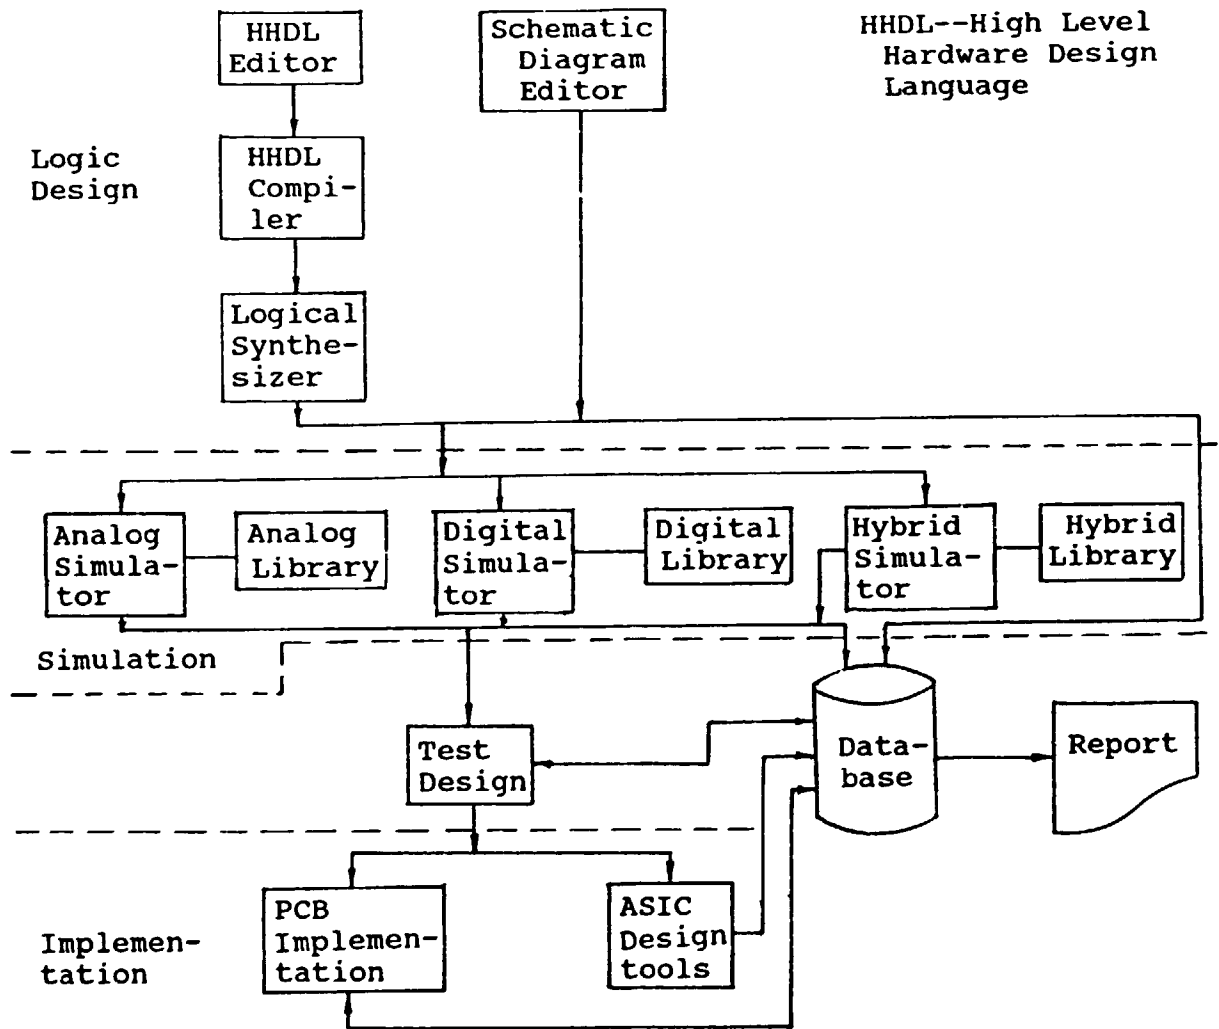 HHDL
Editor
Schematic
Diagram
Editor
HHDL--High Level
Hardware Design
Language
Logic
Design
HHDL
Compi-
ler
Logical
Synthe-
sizer
Analog
Simula-
tor
Analog
Library
Digital
Simula-
tor
Digital
Library
Hybrid
Simula-
tor
Hybrid
Library
Simulation
Test
Design
Data-
base
Report
Implemen-
tation
PCB
Implemen-
tation
ASIC
Design
tools